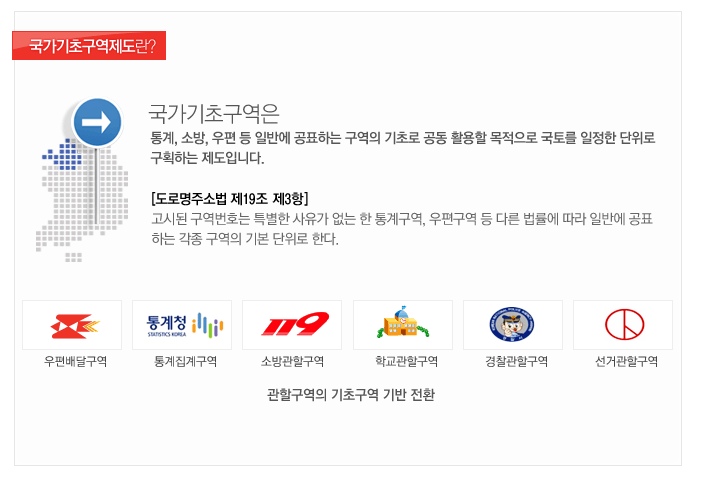 국가기초구역제도란?
국가기초구역은
통계, 소방, 우편 등 일반에 공표하는 구역의 기초로 공동 활용할 목적으로 국토를 일정한 단위로
구획하는 제도입니다.
[도로명주소법 제19조 제3항]
고시된 구역번호는 특별한 사유가 없는 한 통계구역, 우편구역 등 다른 법률에 따라 일반에 공표
하는 각종 구역의 기본 단위로 한다.
통계청
STATISTICS KOREA
119
우편배달구역
통계집계구역
소방관할구역
학교관할구역
경찰관할구역
선거관할구역
관할구역의 기초구역 기반 전환